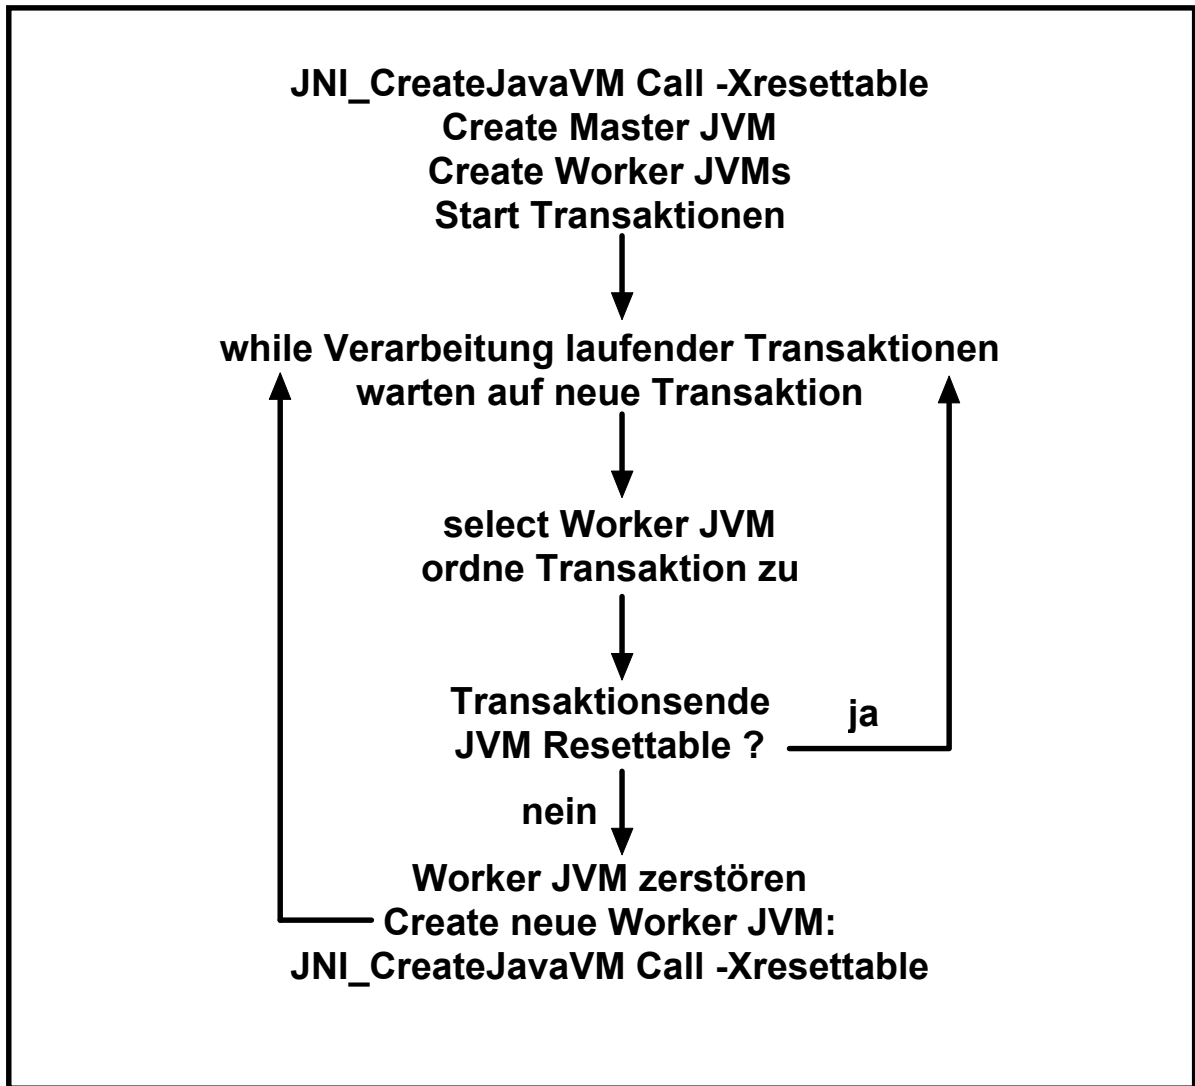 JNI_CreateJavaVM Call -Xresettable
Create Master JVM
Create Worker JVMs
Start Transaktionen
while Verarbeitung laufender Transaktionen
warten auf neue Transaktion
select Worker JVM
ordne Transaktion zu
Transaktionsende
JVM Resettable ?
ja
nein
Worker JVM zerstören
Create neue Worker JVM:
JNI_CreateJavaVM Call -Xresettable